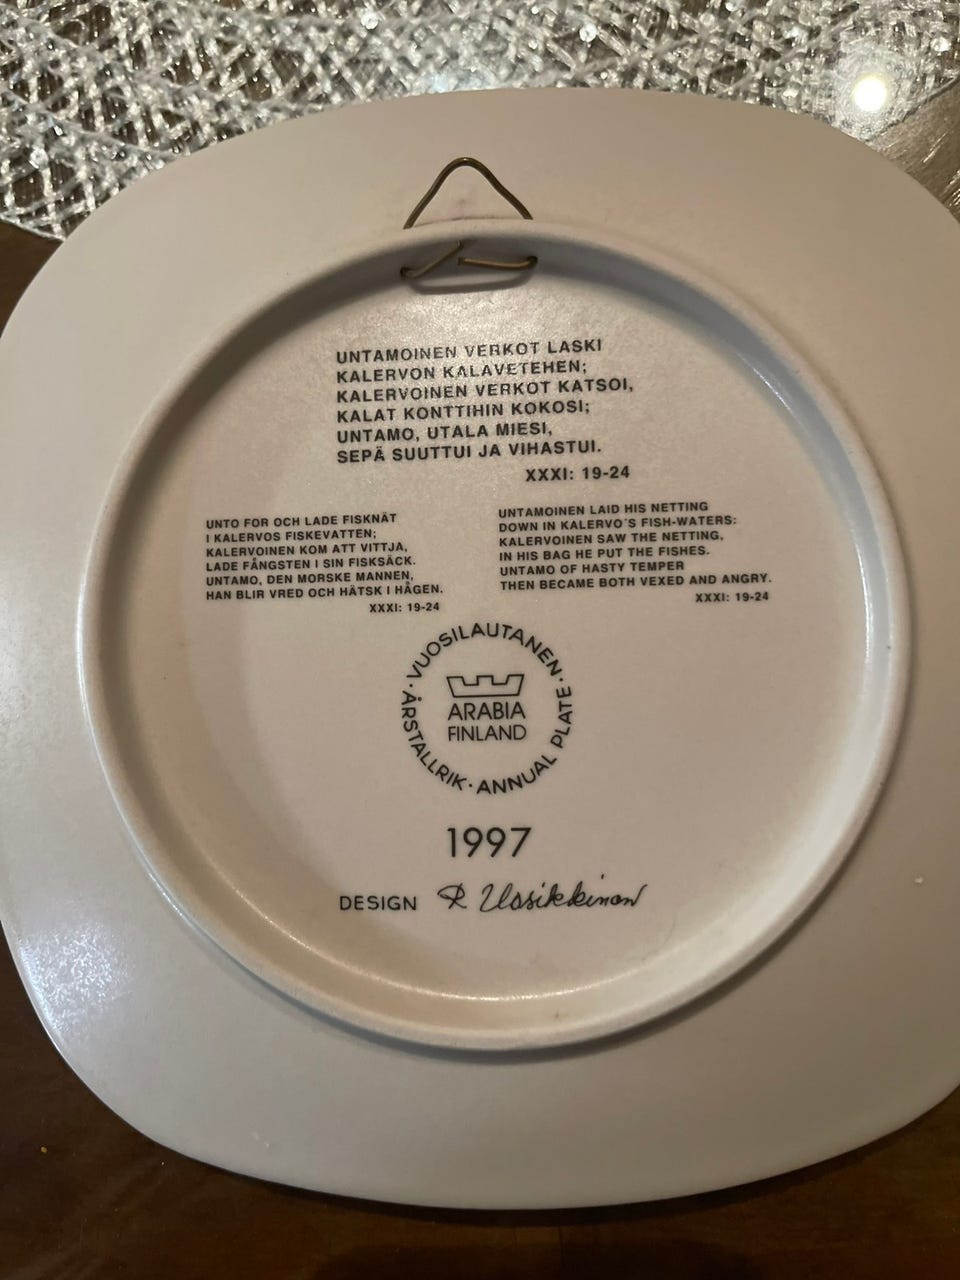 UNTAMOINEN VERKOT LASKI
KALERVON KALAVETEHEN;
KALERVOINEN VERKOT KATSOI,
KALAT KONTTIHIN KOKOSI;
UNTAMO, UTALA MIESI,
SEPÄ SUUTTUI JA VIHASTUI.
XXXI: 19-24
UNTO FOR OCH LADE FISKNÄT
I KALERVOS FISKEVATTEN;
KALERVOINEN KOM ATT VITTJA,
LADE FÅNGSTEN I SIN FISKSÄCK.
UNTAMO, DEN MORSKE MANNEN,
HAN BLIR VRED OCH HÄTSK I HÅGEN.
XXXI: 19-24
UNTAMOINEN LAID HIS NETTING
DOWN IN KALERVO´S FISH-WATERS:
KALERVOINEN SAW THE NETTING,
IN HIS BAG HE PUT THE FISHES.
UNTAMO OF HASTY TEMPER
THEN BECAME BOTH VEXED AND ANGRY.
XXXI: 19-24
· VUOSILAUTANEN · ANNUAL PLATE · ÅRSTALLRIK
ARABIA
FINLAND
1997
DESIGN R. Uosikkinen